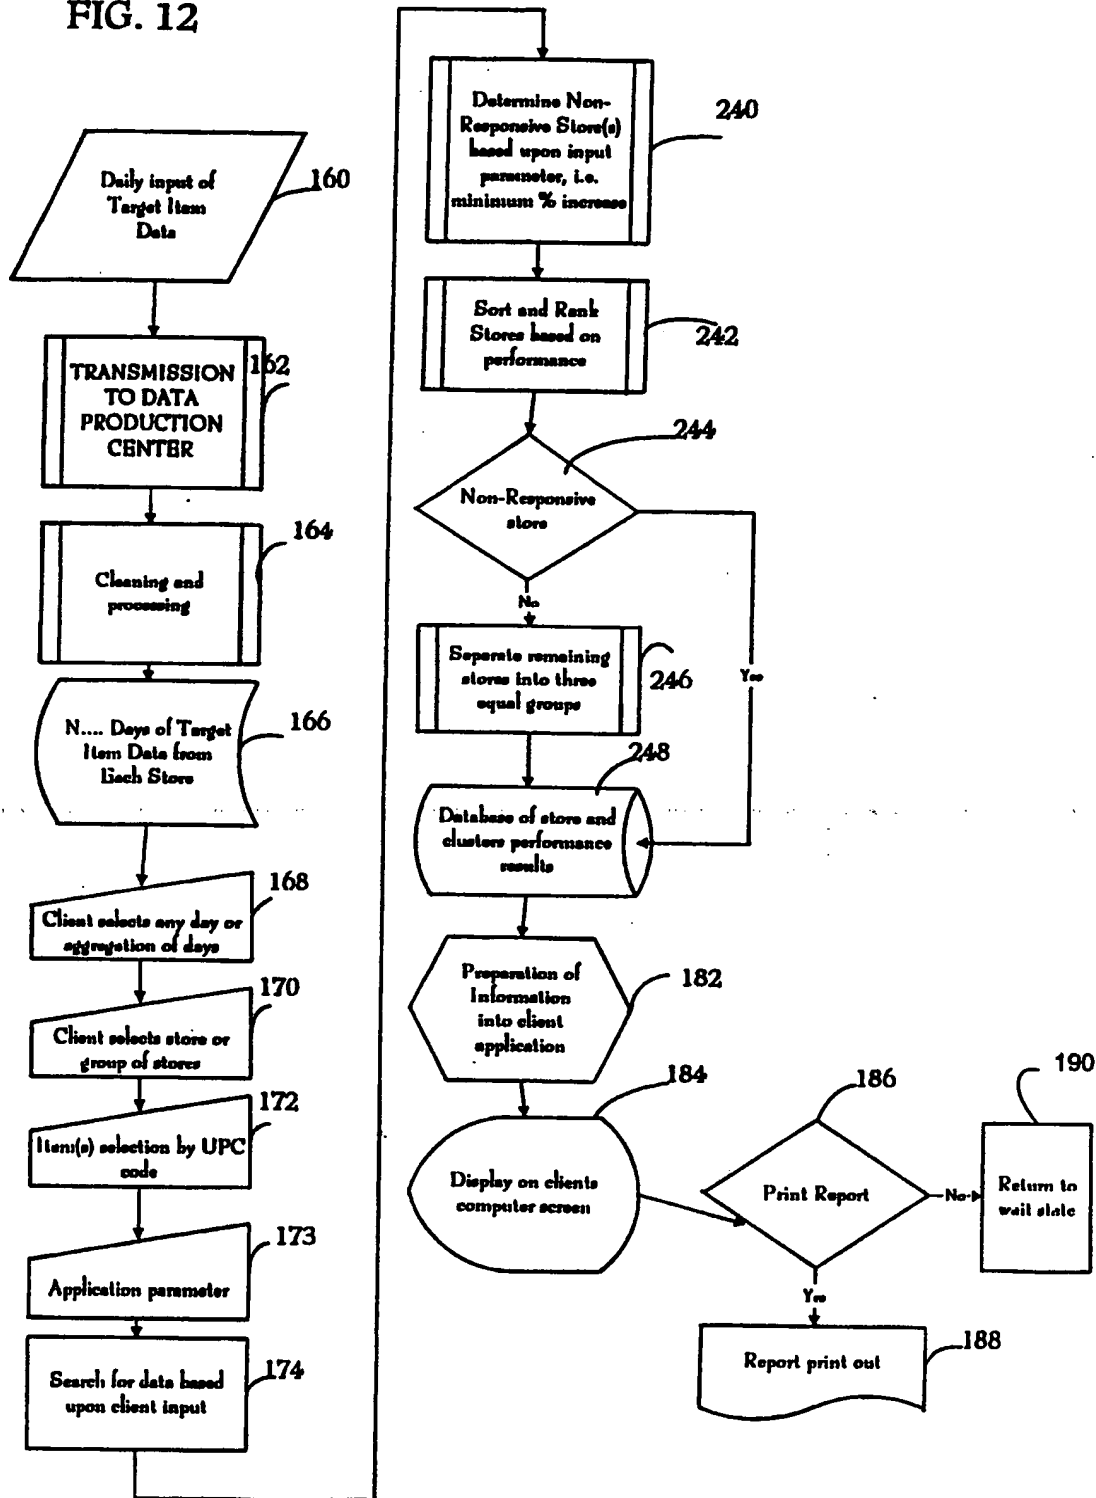 FIG. 12
Daily input of
Target Item
Data
160
TRANSMISSION
TO DATA
PRODUCTION
CENTER
162
Cleaning and
processing
164
N.... Days of Target
Item Data from
Each Store
166
Client selects any day or
aggregation of days
168
Client selects store or
group of stores
170
Item(s) selection by UPC
code
172
Application parameter
173
Search for data based
upon client input
174
Determine Non-
Responsive Store(s)
based upon input
parameter, i.e.
minimum % increase
240
Sort and Rank
Stores based on
performance
242
Non-Responsive
store
244
No
Yes
Separate remaining
stores into three
equal groups
246
Database of store and
clusters performance
results
248
Preparation of
Information
into client
application
182
Display on clients
computer screen
184
Print Report
186
No
Return to
wait state
190
Yes
Report print out
188